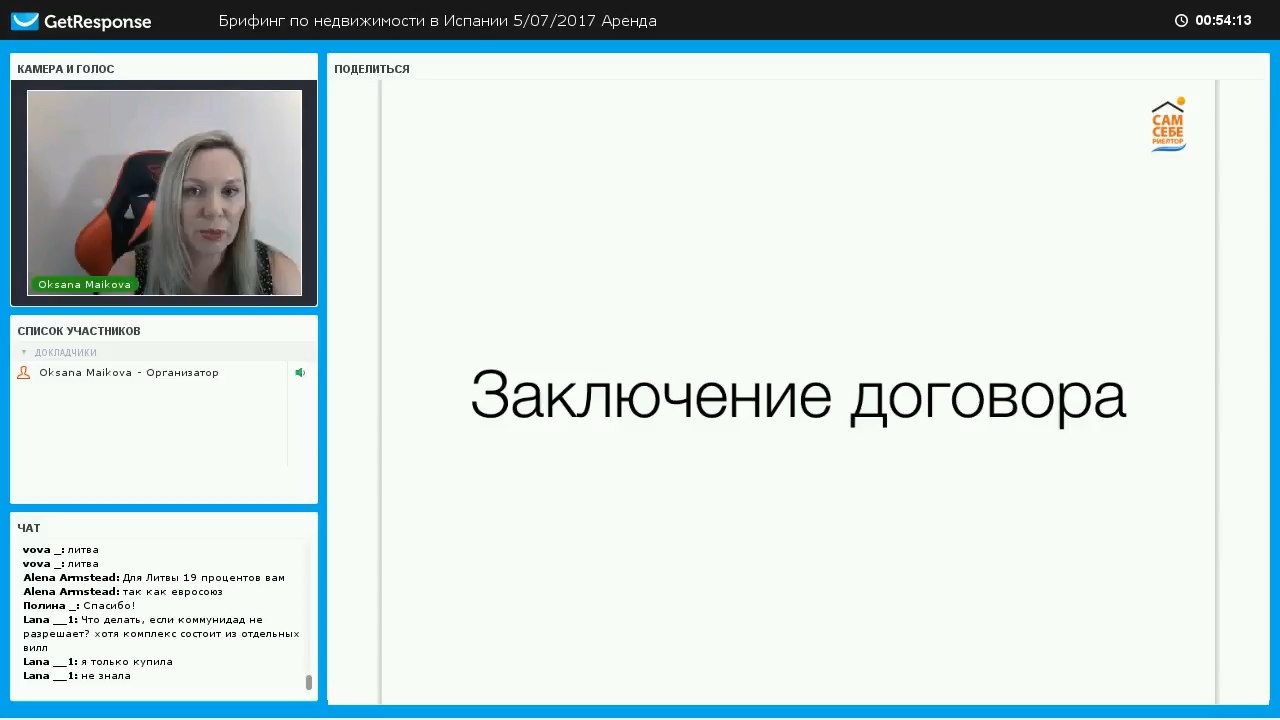 GetResponse
Брифинг по недвижимости в Испании 5/07/2017 Аренда
00:54:13
КАМЕРА И ГОЛОС
Oksana Maikova
СПИСОК УЧАСТНИКОВ
ДОКЛАДЧИКИ
Oksana Maikova - Организатор
ЧАТ
vova _: литва
vova _: литва
Alena Armstead: Для Литвы 19 процентов вам
Alena Armstead: так как евросоюз
Полина _: Спасибо!
Lana __1: Что делать, если коммунидад не
разрешает? хотя комплекс состоит из отдельных
вилл
Lana __1: я только купила
Lana __1: не знала
ПОДЕЛИТЬСЯ
САМ
СЕБЕ
РИЕЛТОР
Заключение договора